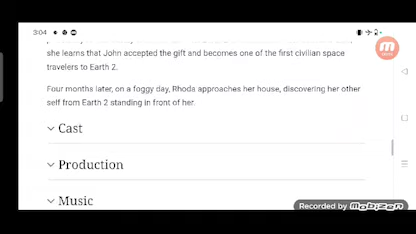 3:04
she learns that John accepted the gift and becomes one of the first civilian space
travelers to Earth 2.
Four months later, on a foggy day, Rhoda approaches her house, discovering her other
self from Earth 2 standing in front of her.
Cast
Production
Music
Recorded by Mobizen